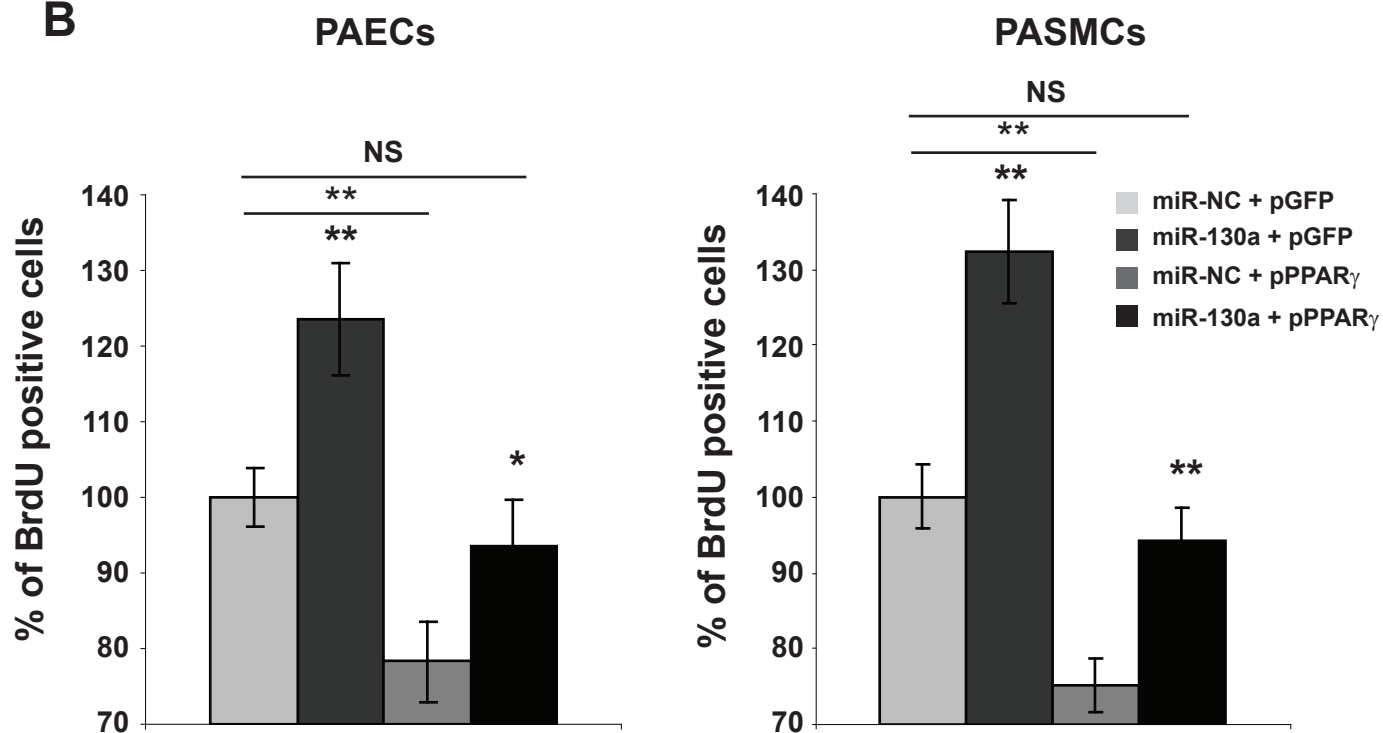 B
PAECs
NS
**
**
*
% of BrdU positive cells
140
130
120
110
100
90
80
70
PASMCs
NS
**
**
**
% of BrdU positive cells
140
130
120
110
100
90
80
70
miR-NC + pGFP
miR-130a + pGFP
miR-NC + pPPARγ
miR-130a + pPPARγ